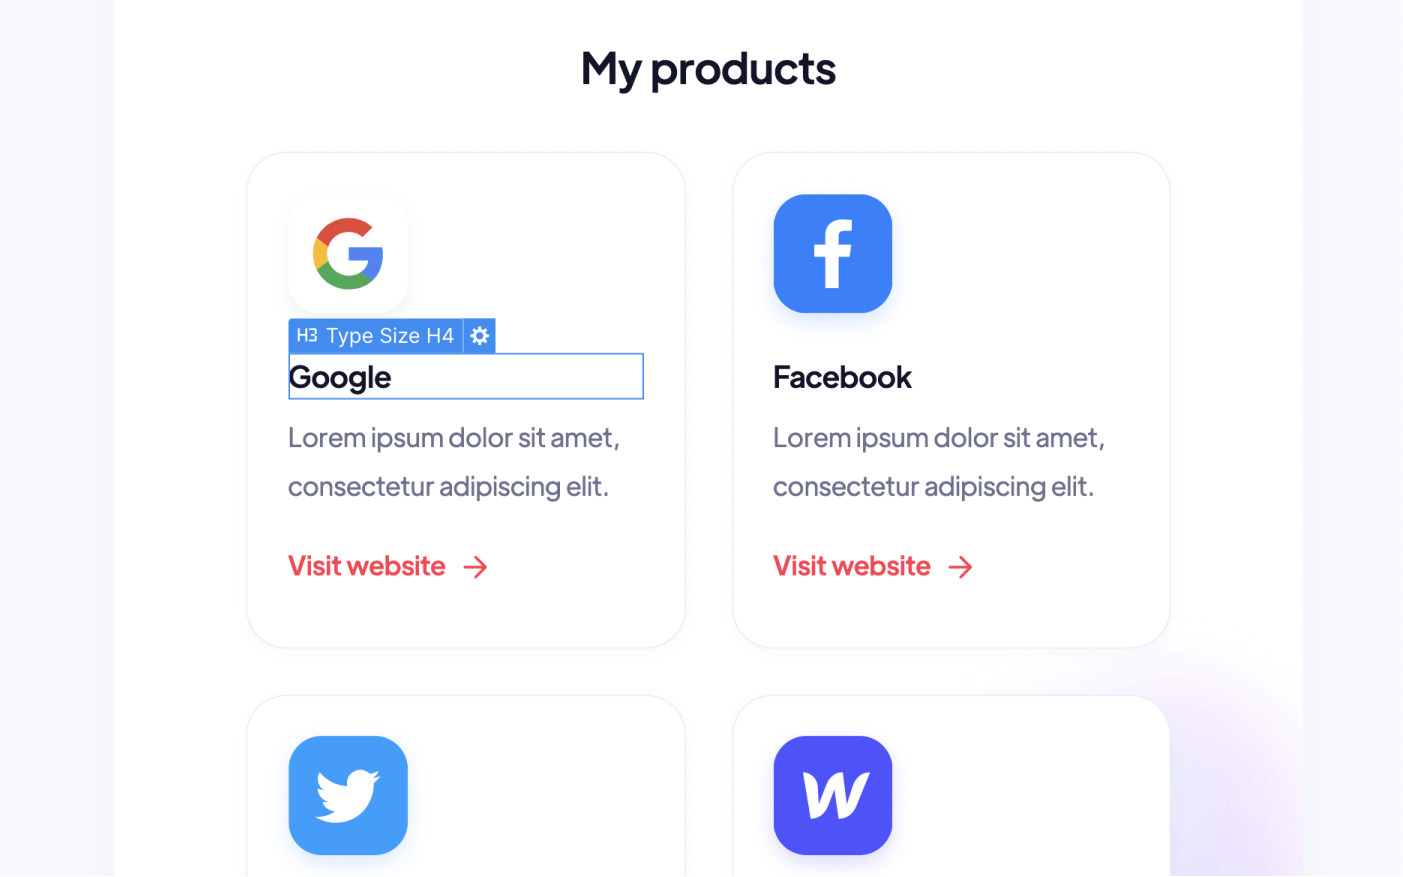 My products
H3 Type Size H4
Google
Lorem ipsum dolor sit amet,
consectetur adipiscing elit.
Visit website →
Facebook
Lorem ipsum dolor sit amet,
consectetur adipiscing elit.
Visit website →